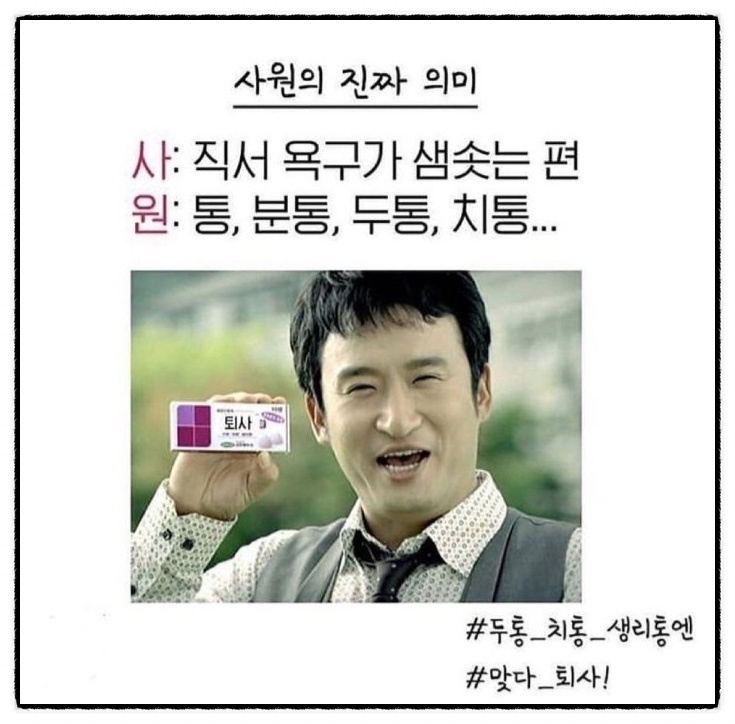 사원의 진짜 의미
사: 직서 욕구가 샘솟는 편
원: 통, 분통, 두통, 치통...
퇴사
#두통_치통_생리통엔
#맞다_퇴사!